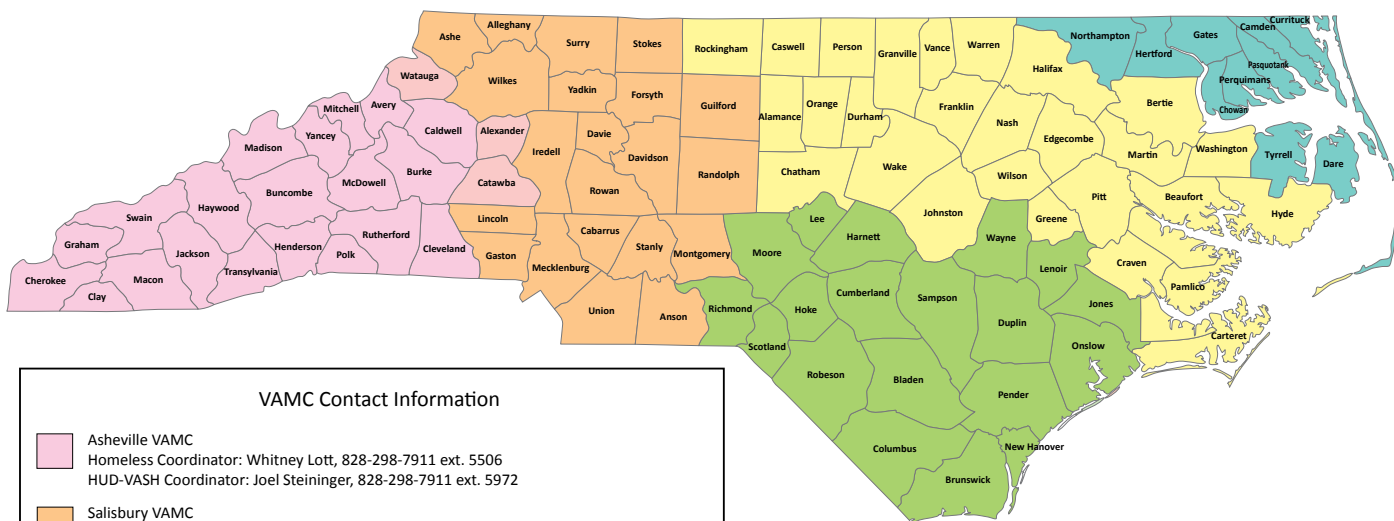 Alleghany
Ashe
Surry
Stokes
Rockingham
Caswell
Person
Granville
Vance
Warren
Northampton
Hertford
Gates
Camden
Currituck
Pasquotank
Perquimans
Chowan
Halifax
Bertie
Watauga
Wilkes
Yadkin
Forsyth
Guilford
Alamance
Orange
Durham
Franklin
Nash
Edgecombe
Martin
Washington
Tyrrell
Dare
Mitchell
Avery
Yancey
Caldwell
Alexander
Madison
Iredell
Davie
Davidson
Randolph
Chatham
Wake
Wilson
Pitt
Beaufort
Hyde
Buncombe
McDowell
Burke
Catawba
Rowan
Johnston
Greene
Swain
Haywood
Lincoln
Lee
Harnett
Wayne
Graham
Jackson
Henderson
Rutherford
Polk
Cleveland
Gaston
Cabarrus
Stanly
Montgomery
Moore
Lenoir
Craven
Pamlico
Cherokee
Clay
Macon
Transylvania
Mecklenburg
Union
Anson
Richmond
Hoke
Cumberland
Sampson
Duplin
Jones
Carteret
Scotland
Robeson
Bladen
Pender
Onslow
Columbus
Brunswick
New Hanover
VAMC Contact Information
Asheville VAMC
Homeless Coordinator: Whitney Lott, 828-298-7911 ext. 5506
HUD-VASH Coordinator: Joel Steininger, 828-298-7911 ext. 5972
Salisbury VAMC